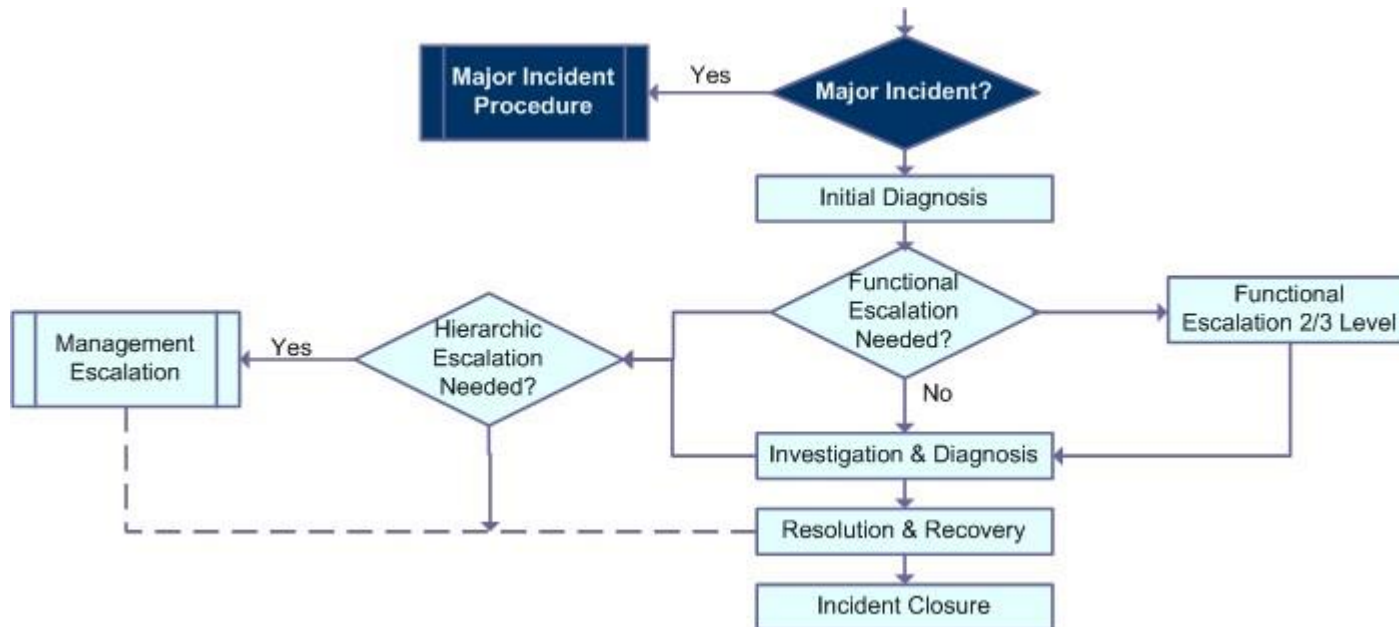 Major Incident
Procedure
Yes
Major Incident?
Initial Diagnosis
Functional
Escalation
Needed?
Functional
Escalation 2/3 Level
Hierarchic
Escalation
Needed?
Yes
Management
Escalation
No
Investigation & Diagnosis
Resolution & Recovery
Incident Closure